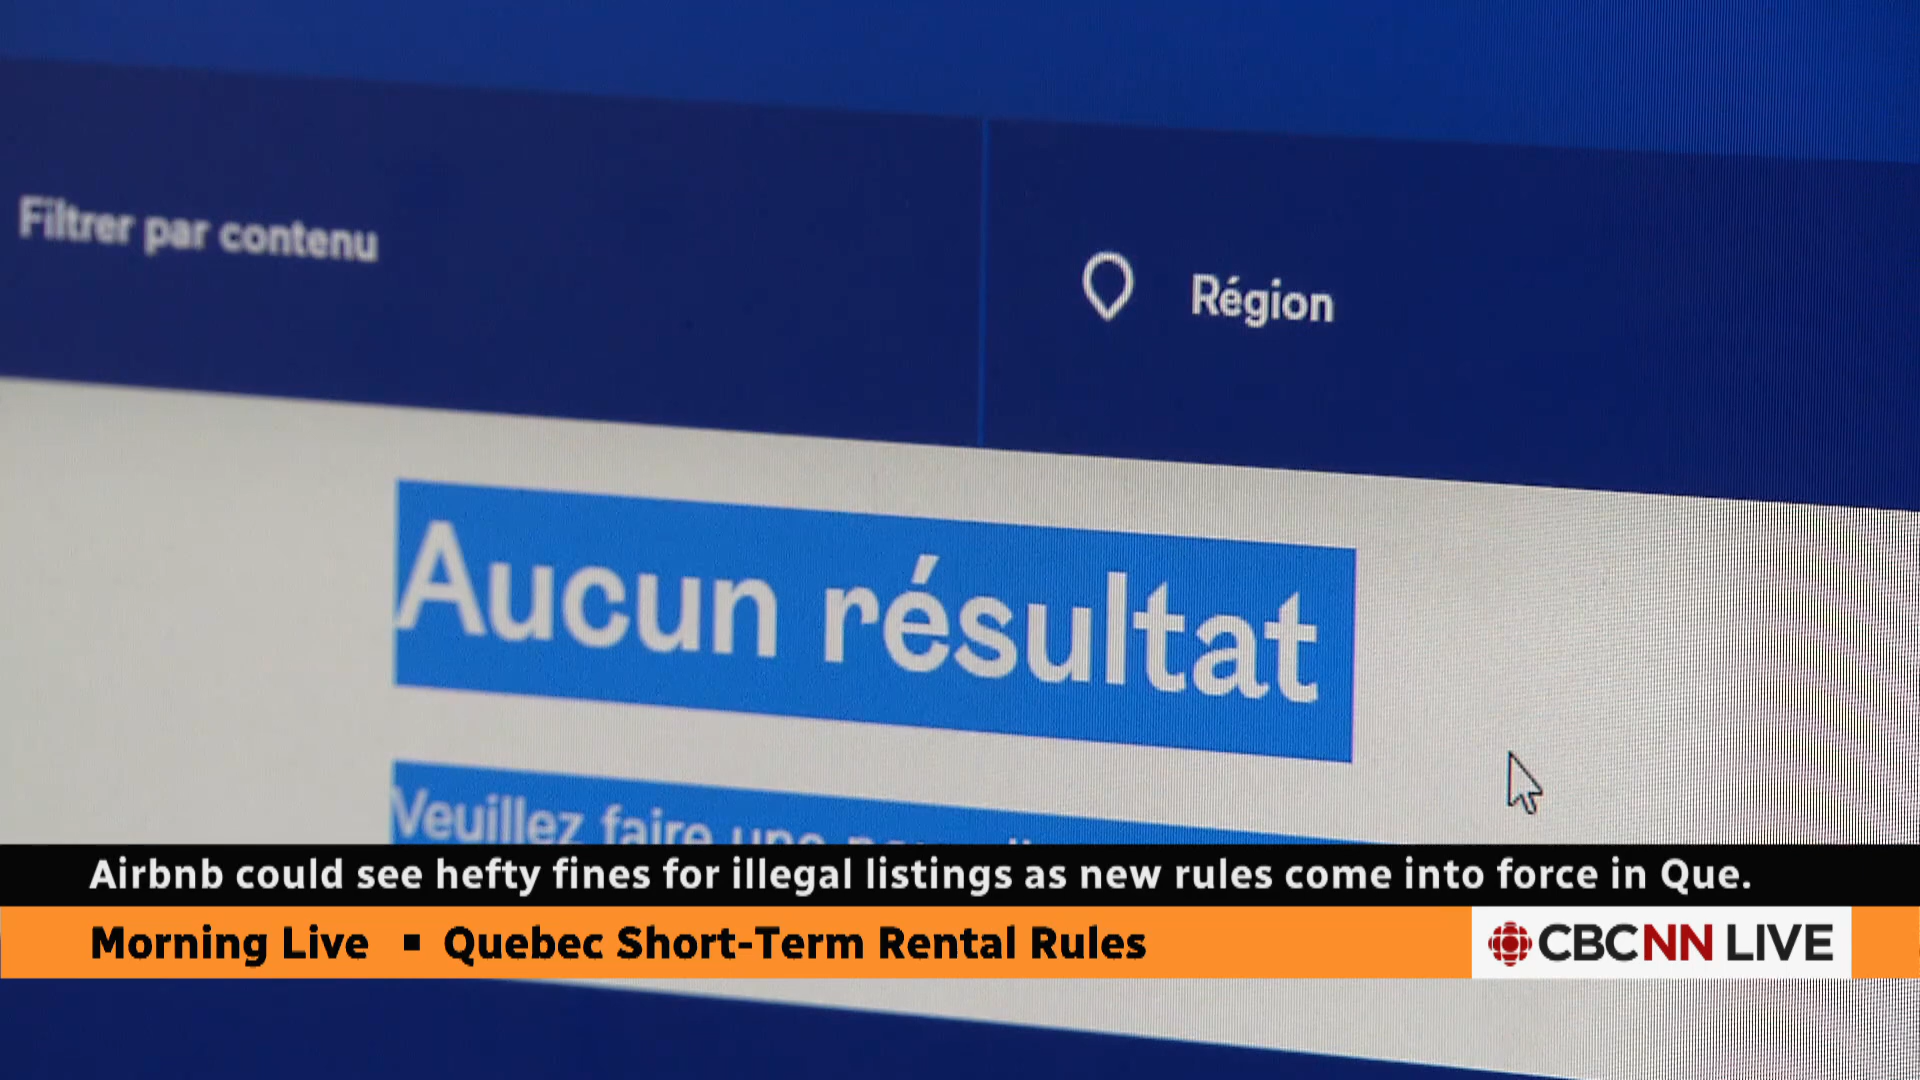 Filtrer par contenu
Région
Aucun résultat
Veuillez faire une
Airbnb could see hefty fines for illegal listings as new rules come into force in Que.
Morning Live ▪ Quebec Short-Term Rental Rules
CBCNN LIVE